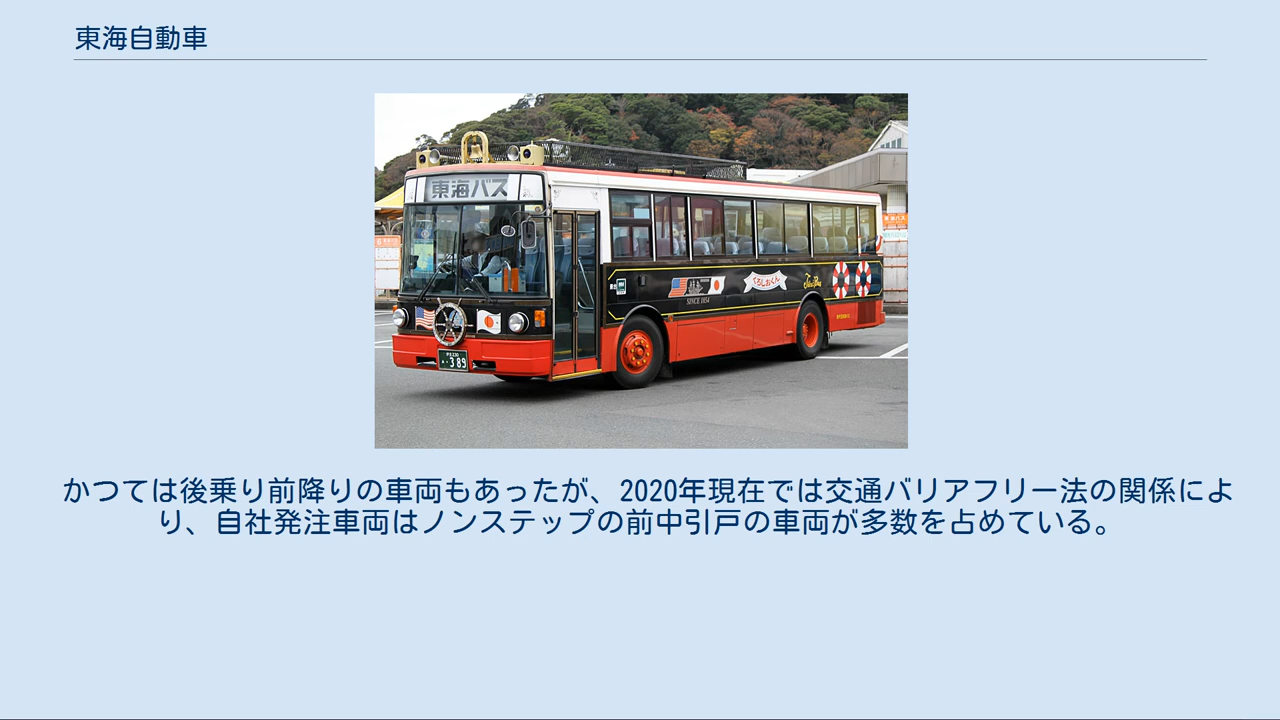 東海自動車
東海バス
くろしおくん
SINCE 1854
389
かつては後乗り前降りの車両もあったが、2020年現在では交通バリアフリー法の関係によ
り、自社発注車両はノンステップの前中引戸の車両が多数を占めている。